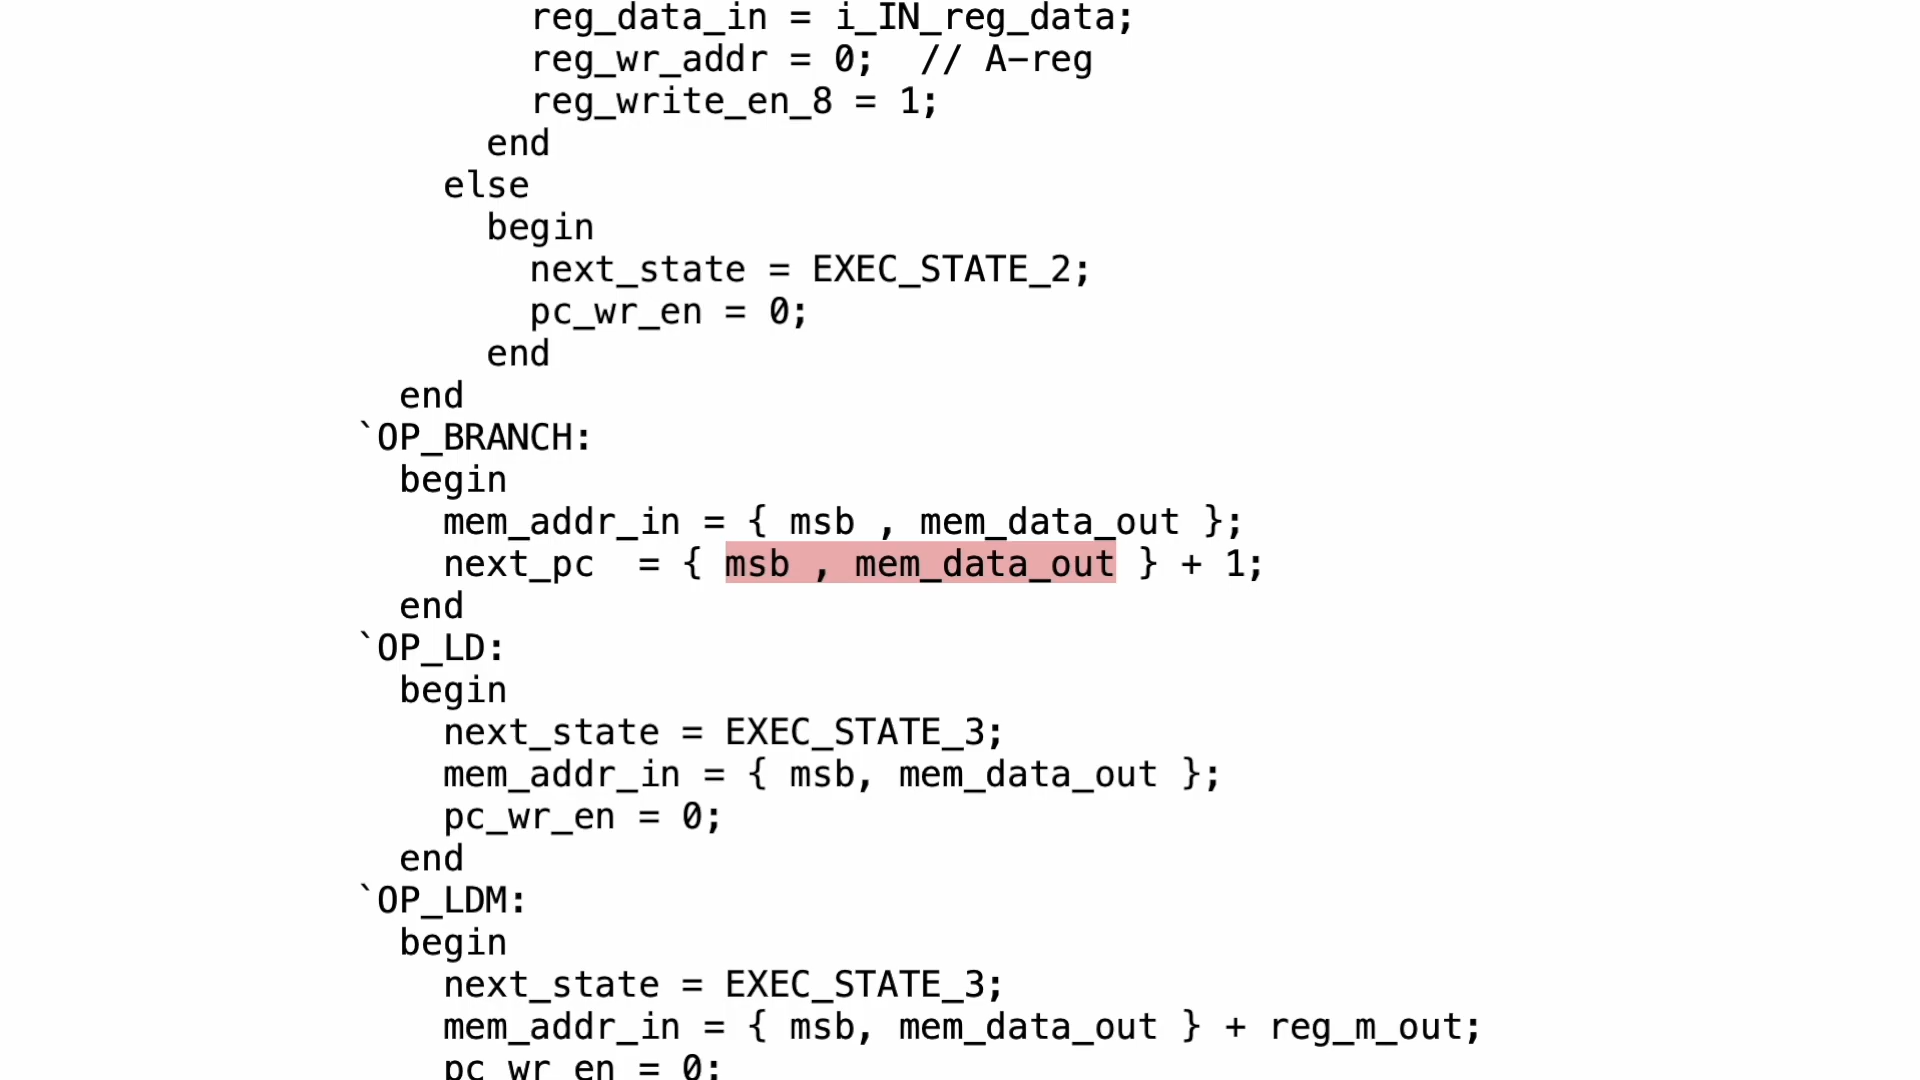 reg_data_in = i_IN_reg_data;
reg_wr_addr = 0;  // A-reg
reg_write_en_8 = 1;
end
else
begin
next_state = EXEC_STATE_2;
pc_wr_en = 0;
end
end
`OP_BRANCH:
begin
mem_addr_in = { msb , mem_data_out };
next_pc  = { msb , mem_data_out } + 1;
end
`OP_LD:
begin
next_state = EXEC_STATE_3;
mem_addr_in = { msb, mem_data_out };
pc_wr_en = 0;
end
`OP_LDM:
begin
next_state = EXEC_STATE_3;
mem_addr_in = { msb, mem_data_out } + reg_m_out;
pc_wr_en = 0;